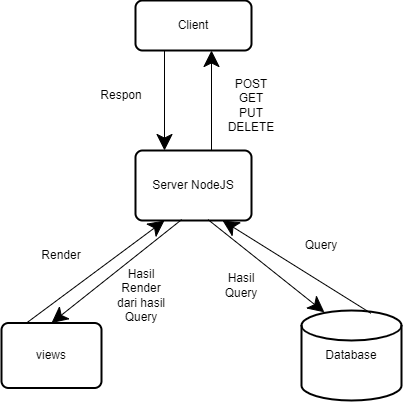 Client
Respon
POST
GET
PUT
DELETE
Server NodeJS
Render
Hasil
Render
dari hasil
Query
Hasil
Query
Query
views
Database